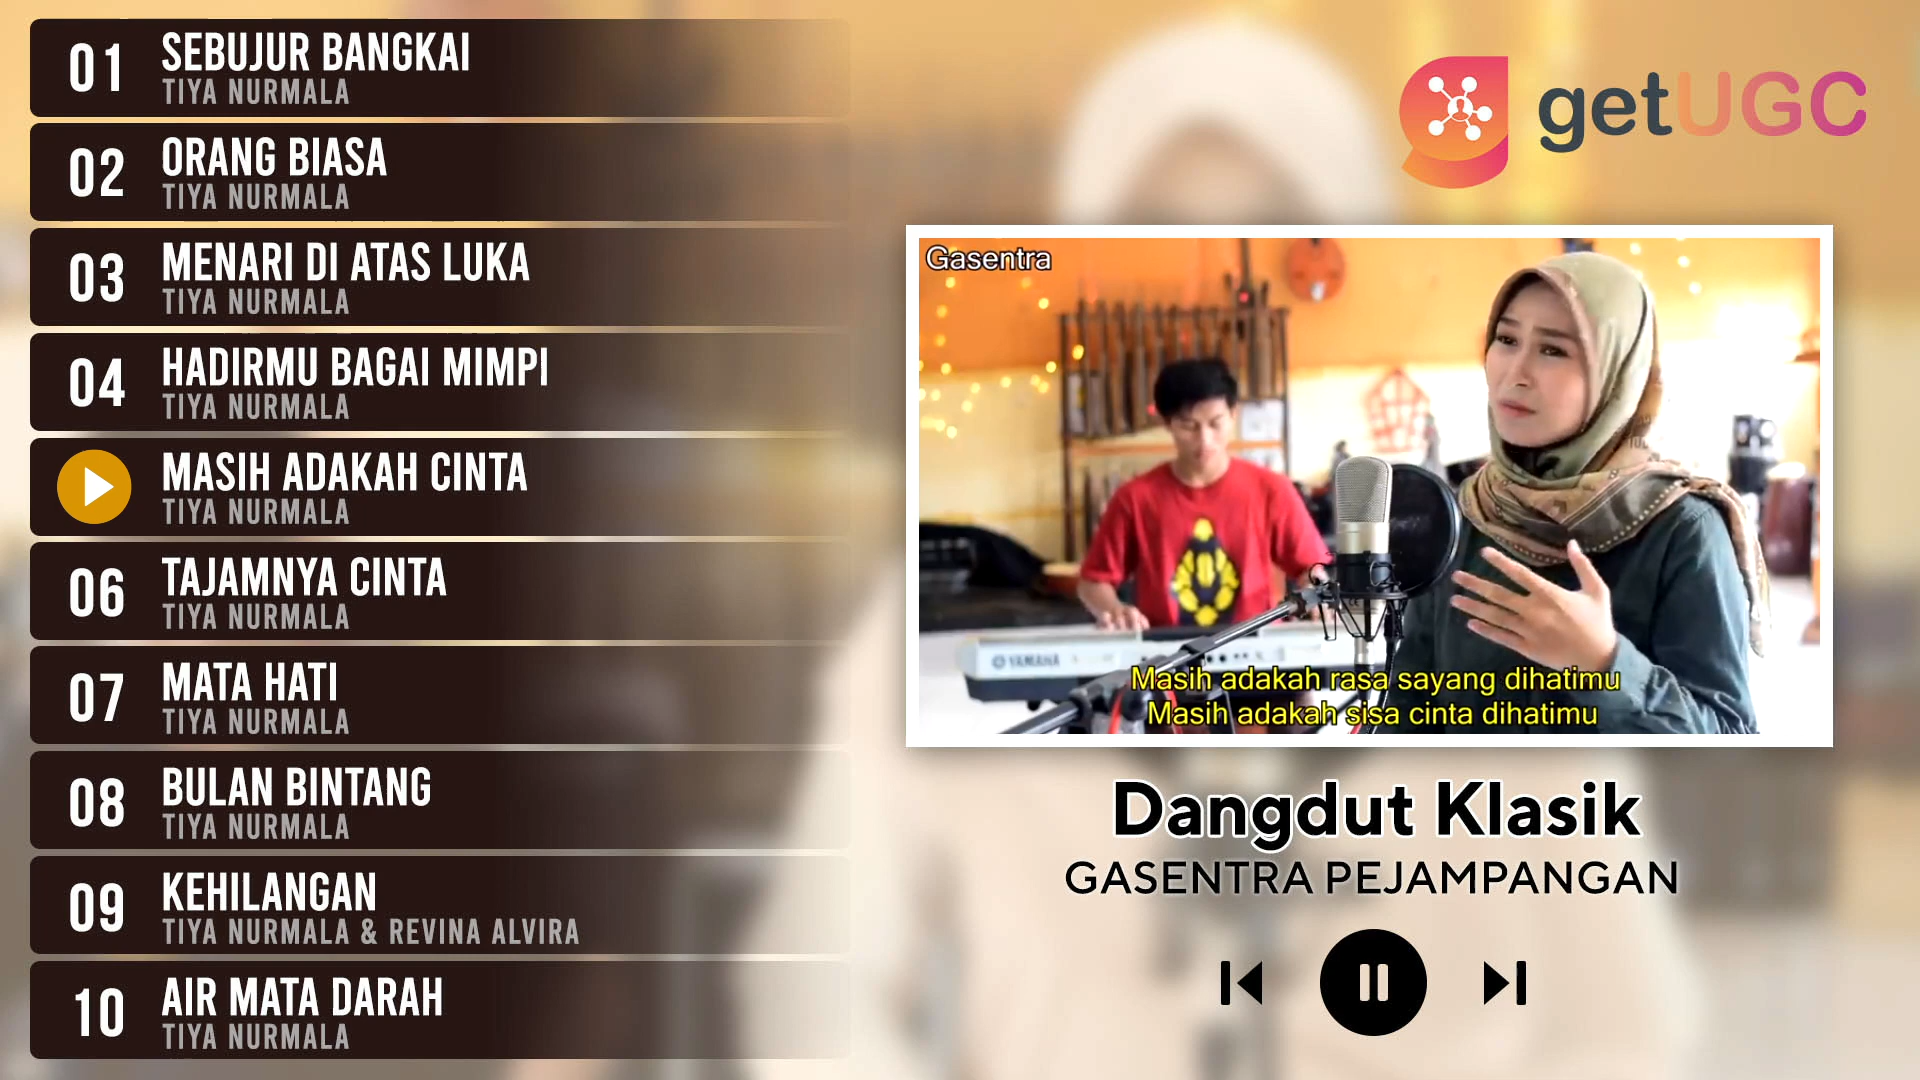 01
SEBUJUR BANGKAI
TIYA NURMALA
02
ORANG BIASA
TIYA NURMALA
03
MENARI DI ATAS LUKA
TIYA NURMALA
04
HADIRMU BAGAI MIMPI
TIYA NURMALA
MASIH ADAKAH CINTA
TIYA NURMALA
06
TAJAMNYA CINTA
TIYA NURMALA
07
MATA HATI
TIYA NURMALA
08
BULAN BINTANG
TIYA NURMALA
09
KEHILANGAN
TIYA NURMALA & REVINA ALVIRA
10
AIR MATA DARAH
TIYA NURMALA
getUGC
Gasentra
YAMAHA
Masih adakah rasa sayang dihatimu
Masih adakah sisa cinta dihatimu
Dangdut Klasik
GASENTRA PEJAMPANGAN